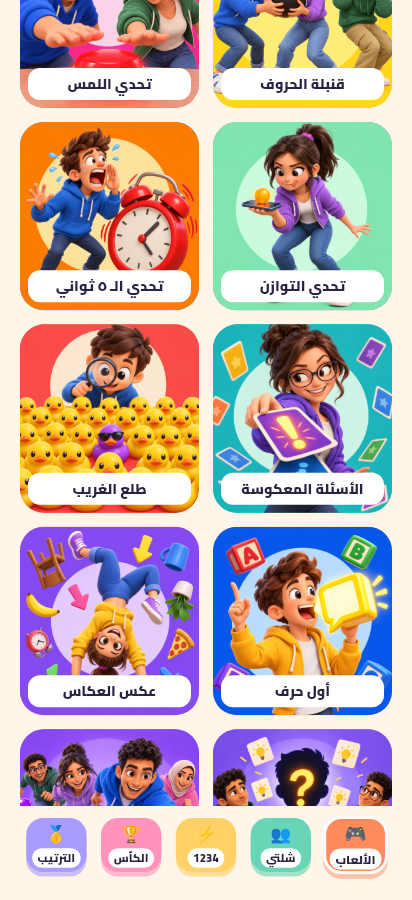 قنبلة الحروف
تحدي اللمس
تحدي التوازن
تحدي الـ ٥ ثواني
الأسئلة المعكوسة
طلع الغريب
A
B
أول حرف
عكس العكاس
?
الألعاب
شلتي
1234
الكأس
الترتيب